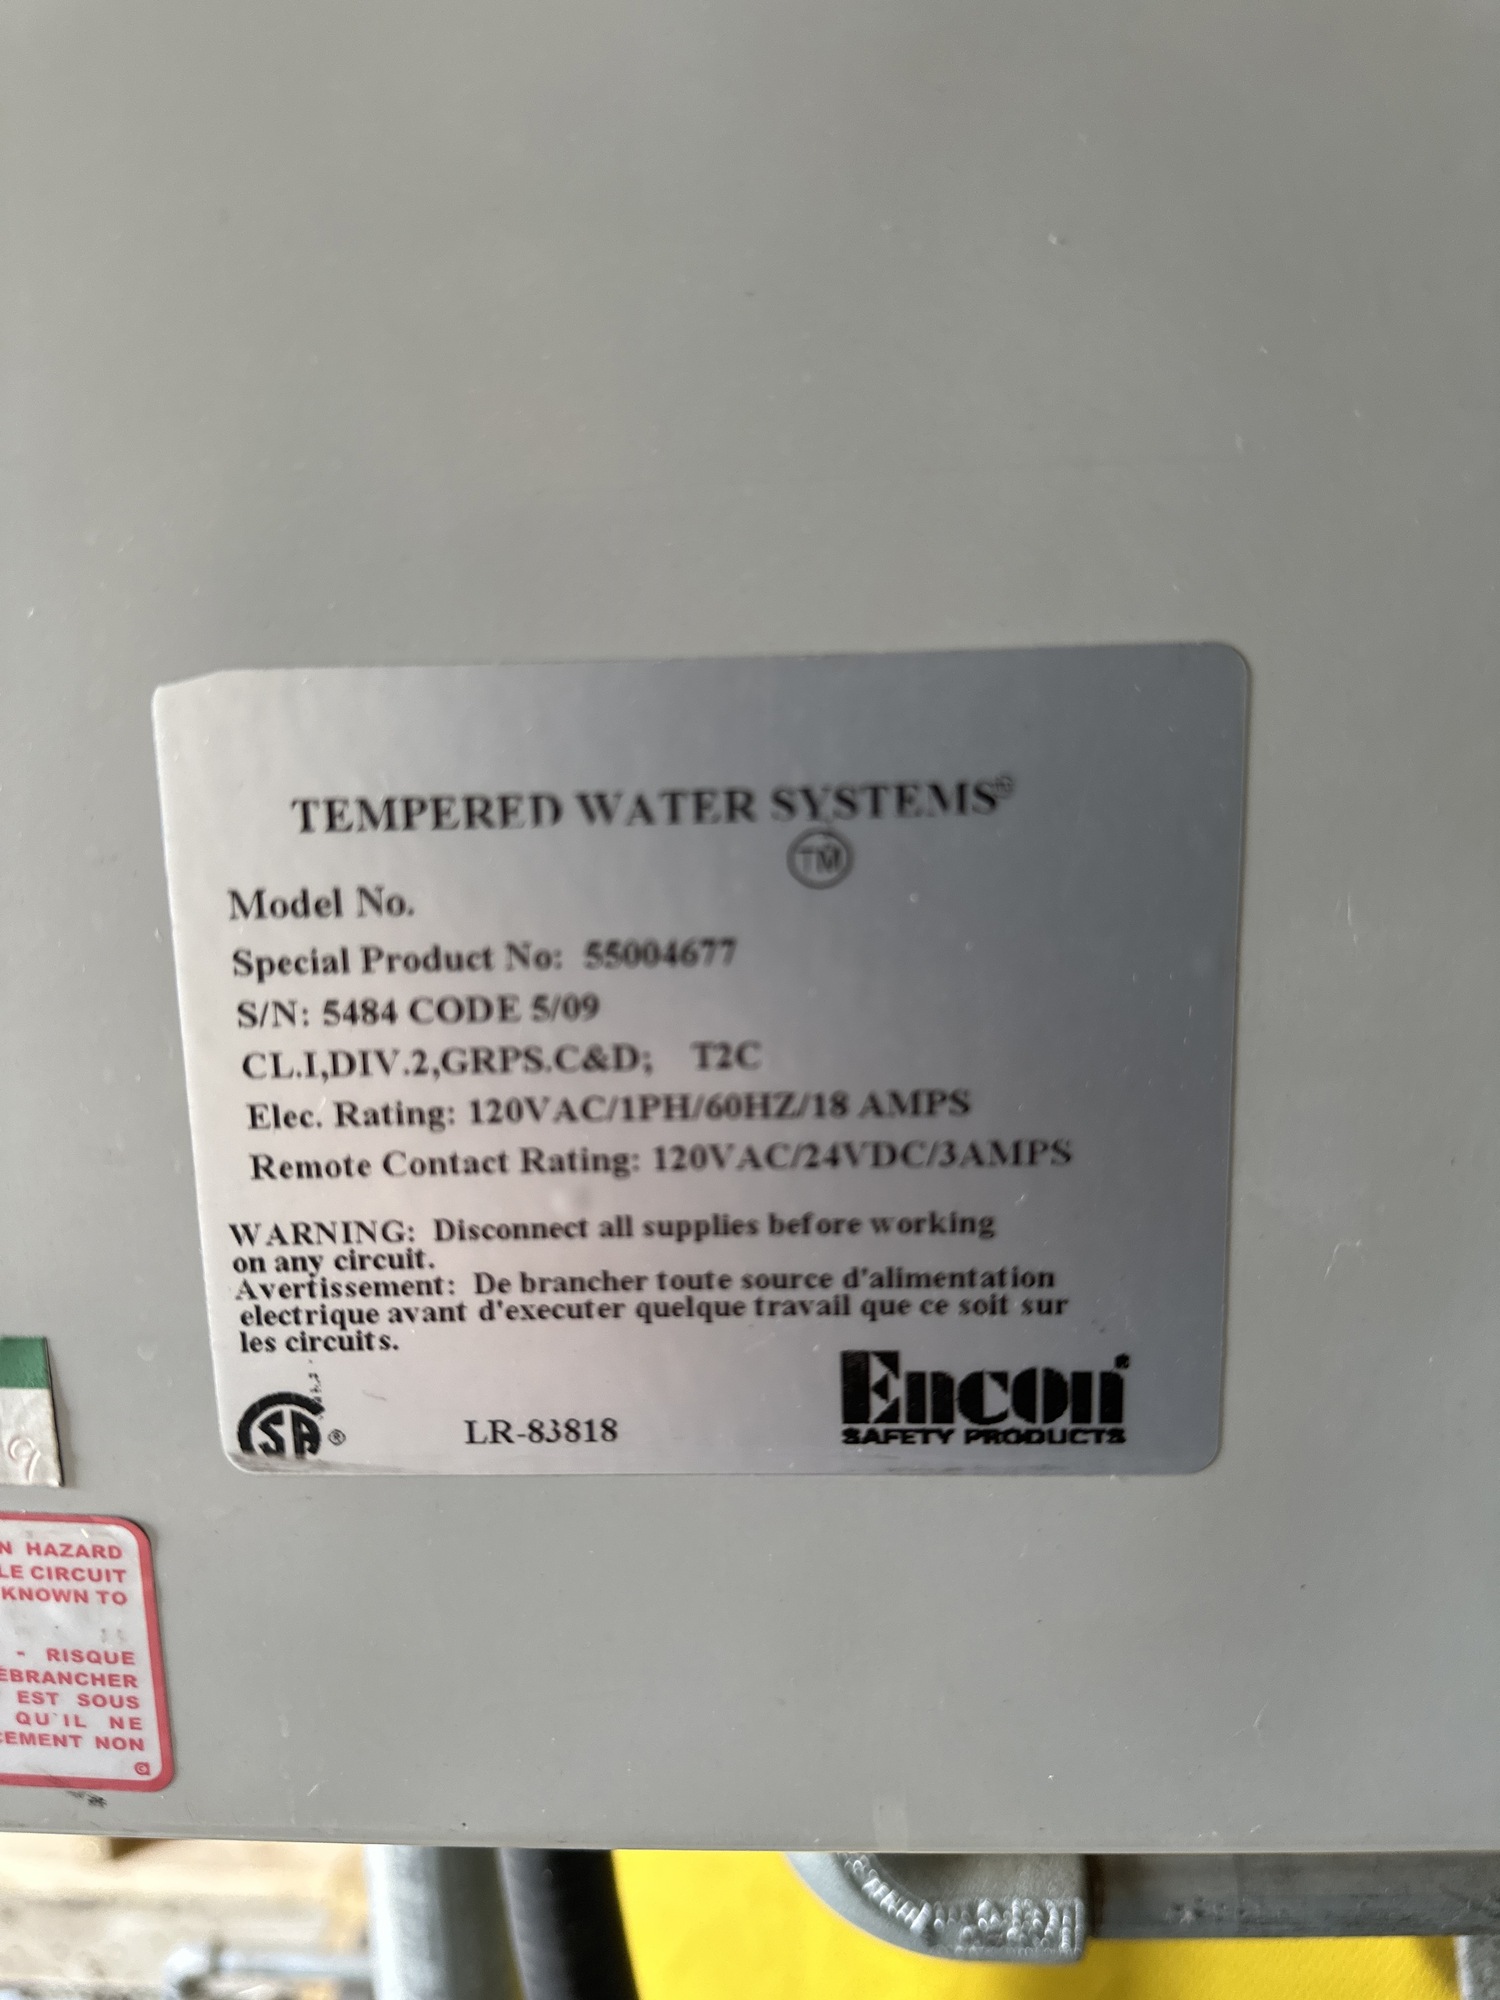 TEMPERED WATER SYSTEMS®
TM
Model No.
Special Product No: 55004677
S/N: 5484 CODE 5/09
CL.I,DIV.2,GRPS.C&D; T2C
Elec. Rating: 120VAC/1PH/60HZ/18 AMPS
Remote Contact Rating: 120VAC/24VDC/3AMPS
WARNING: Disconnect all supplies before working
on any circuit.
Avertissement: De brancher toute source d'alimentation
electrique avant d'executer quelque travail que ce soit sur
les circuits.
SA ®
LR-83818
Encon®
SAFETY PRODUCTS
9
N HAZARD
LE CIRCUIT
KNOWN TO
- RISQUE
EBRANCHER
EST SOUS
QU'IL NE
CEMENT NON